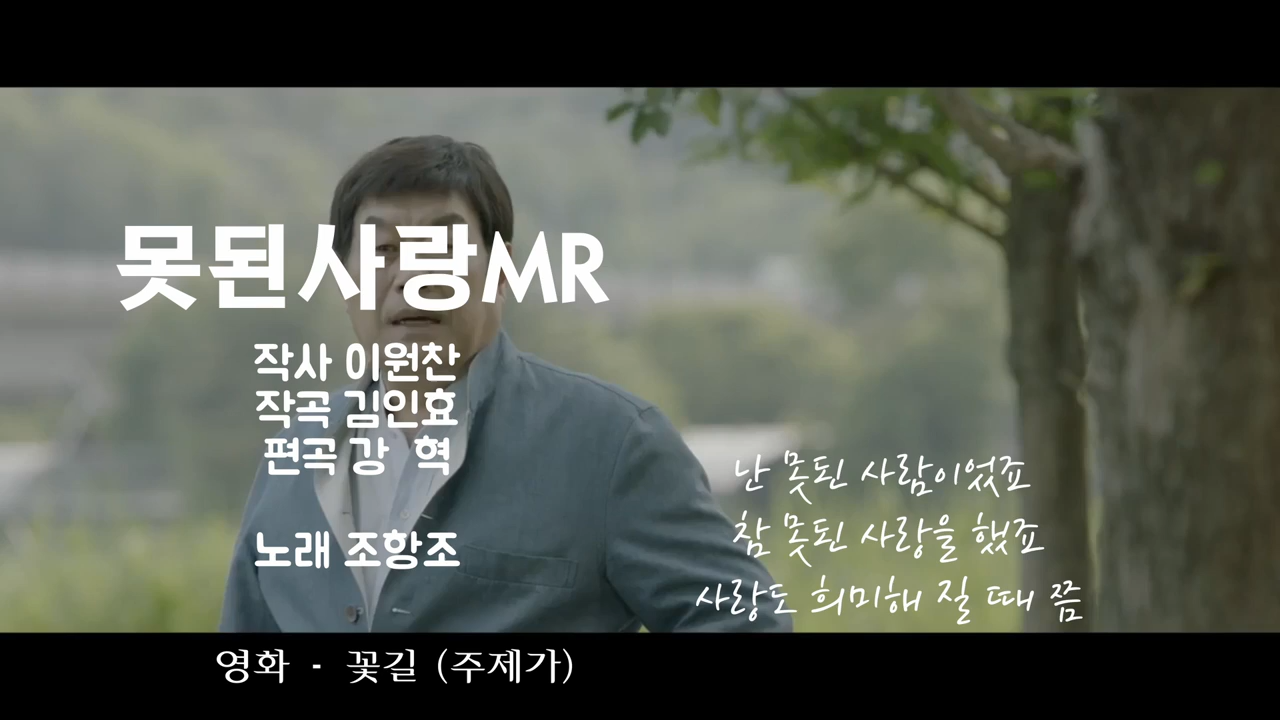 못된사랑MR
작사 이원찬
작곡 김인효
편곡 강 혁
노래 조항조
난 못된 사람이었죠
참 못된 사랑을 했죠
사랑도 희미해 질 때 쯤
영화 - 꽃길 (주제가)